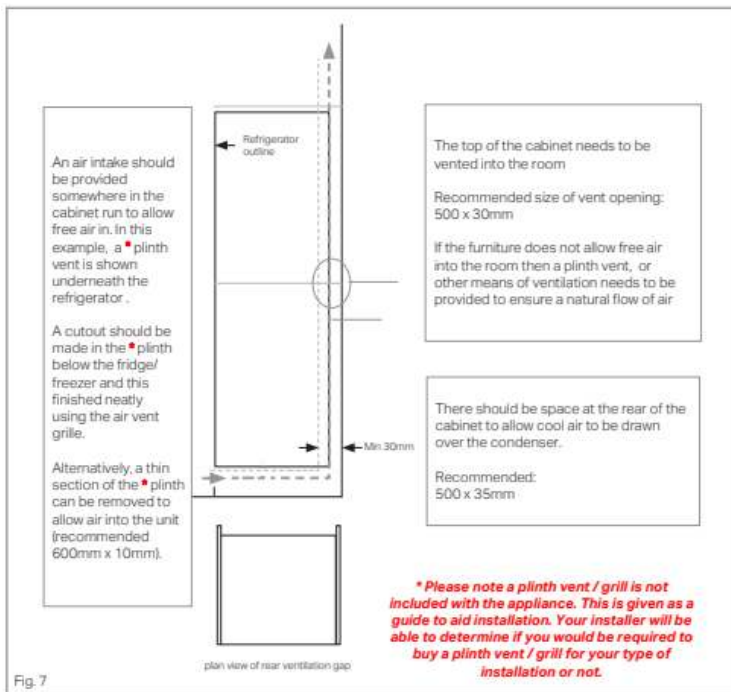 An air intake should
be provided
somewhere in the
cabinet run to allow
free air in. In this
example, a * plinth
vent is shown
underneath the
refrigerator .
A cutout should be
made in the * plinth
below the fridge/
freezer and this
finished neatly
using the air vent
grille.
Alternatively, a thin
section of the * plinth
can be removed to
allow air into the unit
(recommended
600mm x 10mm).
Refrigerator
outline
Min 30mm
plan view of rear ventilation gap
The top of the cabinet needs to be
vented into the room
Recommended size of vent opening:
500 x 30mm
If the furniture does not allow free air
into the room then a plinth vent, or
other means of ventilation needs to be
provided to ensure a natural flow of air
There should be space at the rear of the
cabinet to allow cool air to be drawn
over the condenser.
Recommended:
500 x 35mm
* Please note a plinth vent / grill is not
included with the appliance. This is given as a
guide to aid installation. Your installer will be
able to determine if you would be required to
buy a plinth vent / grill for your type of
installation or not.
Fig. 7